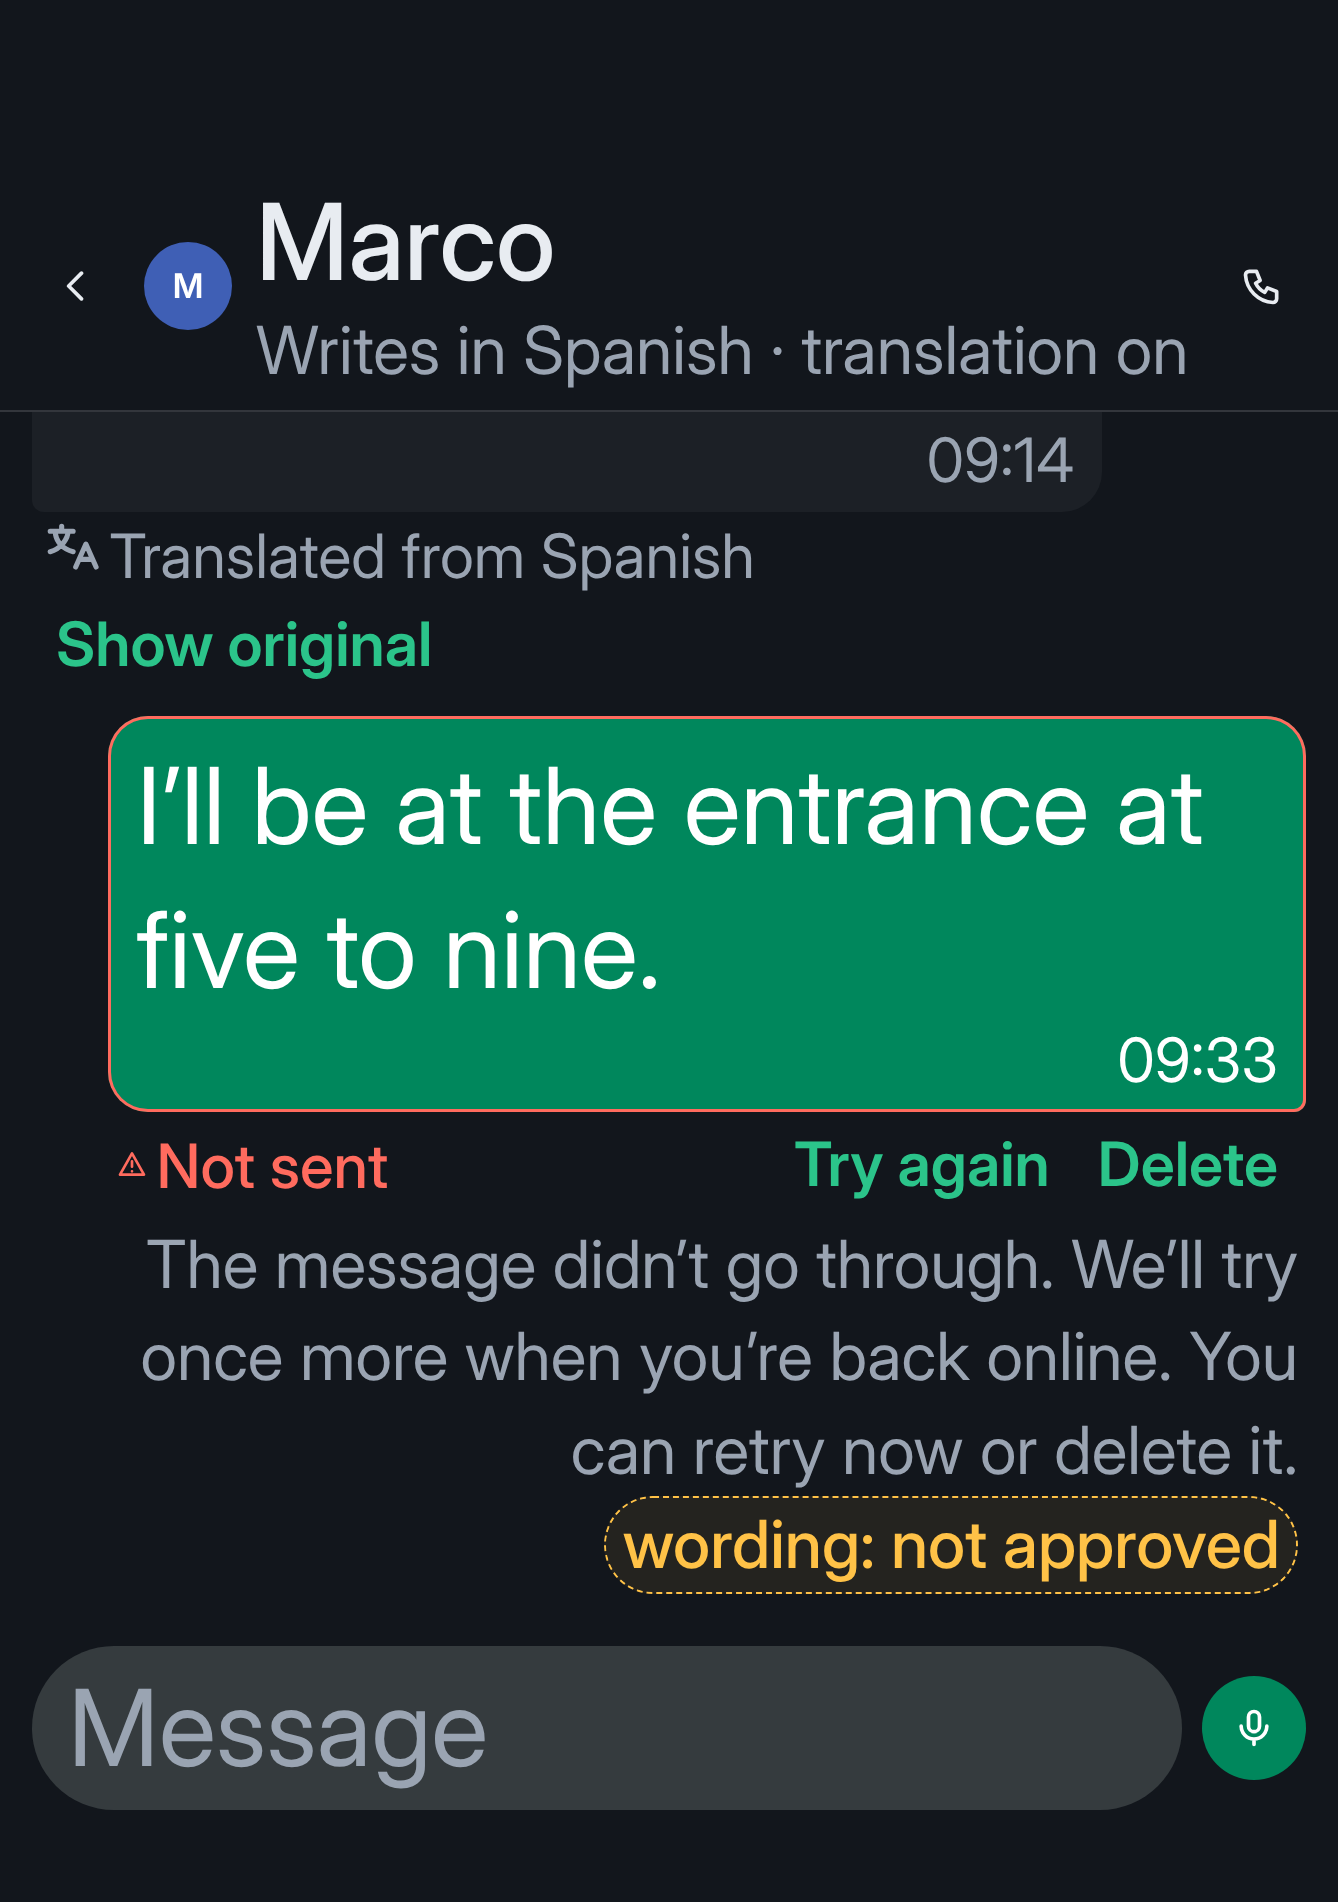 Marco
M
Writes in Spanish · translation on
09:14
Translated from Spanish
Show original
I’ll be at the entrance at
five to nine.
09:33
Not sent
Try again
Delete
The message didn’t go through. We’ll try
once more when you’re back online. You
can retry now or delete it.
wording: not approved
Message